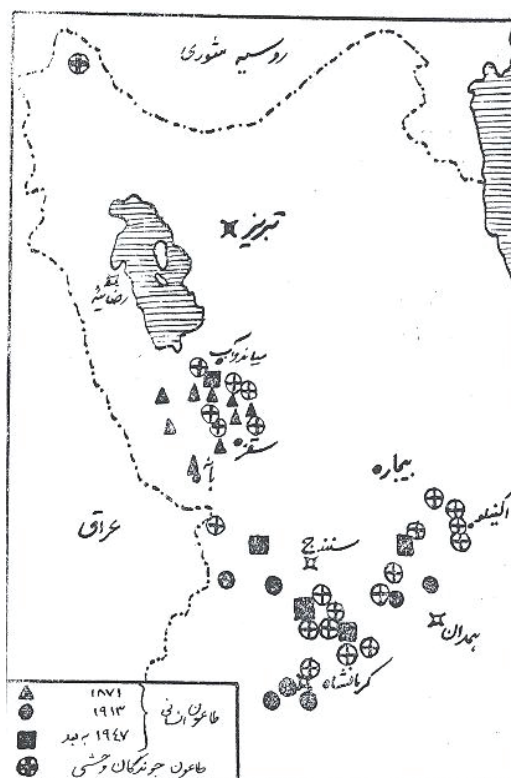 روسیه شوروی
تبریز
رضائیه
میاندوآب
سقز
بانه
بیجار
اکنلو
عراق
سنندج
همدان
کرمانشاه
۱۸۷۱
۱۹۱۳
۱۹۴۷ به بعد
طاعون انسانی
طاعون جوندگان وحشی